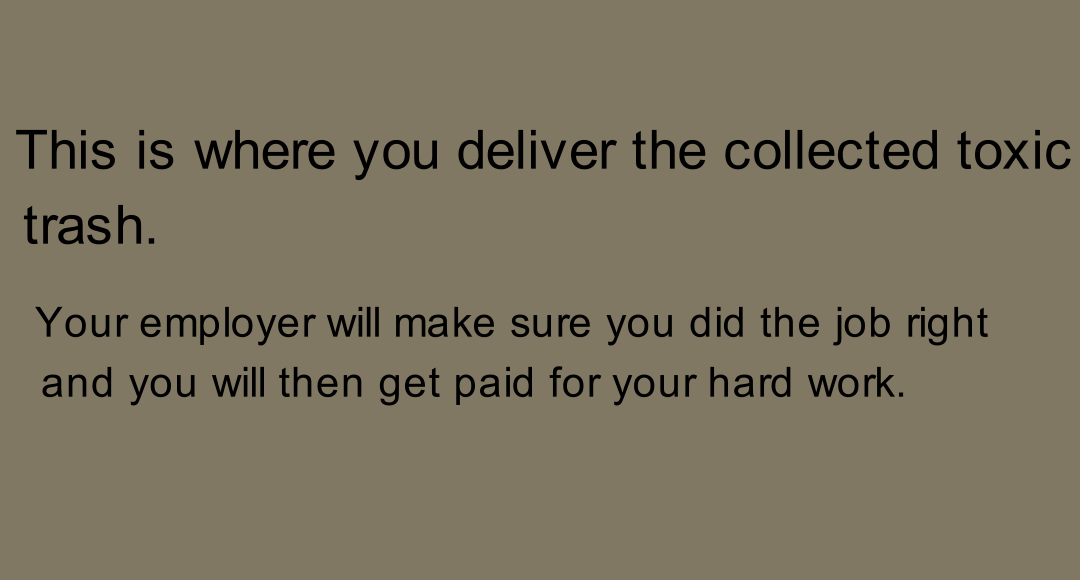 This is where you deliver the collected toxic
trash.
Your employer will make sure you did the job right
and you will then get paid for your hard work.